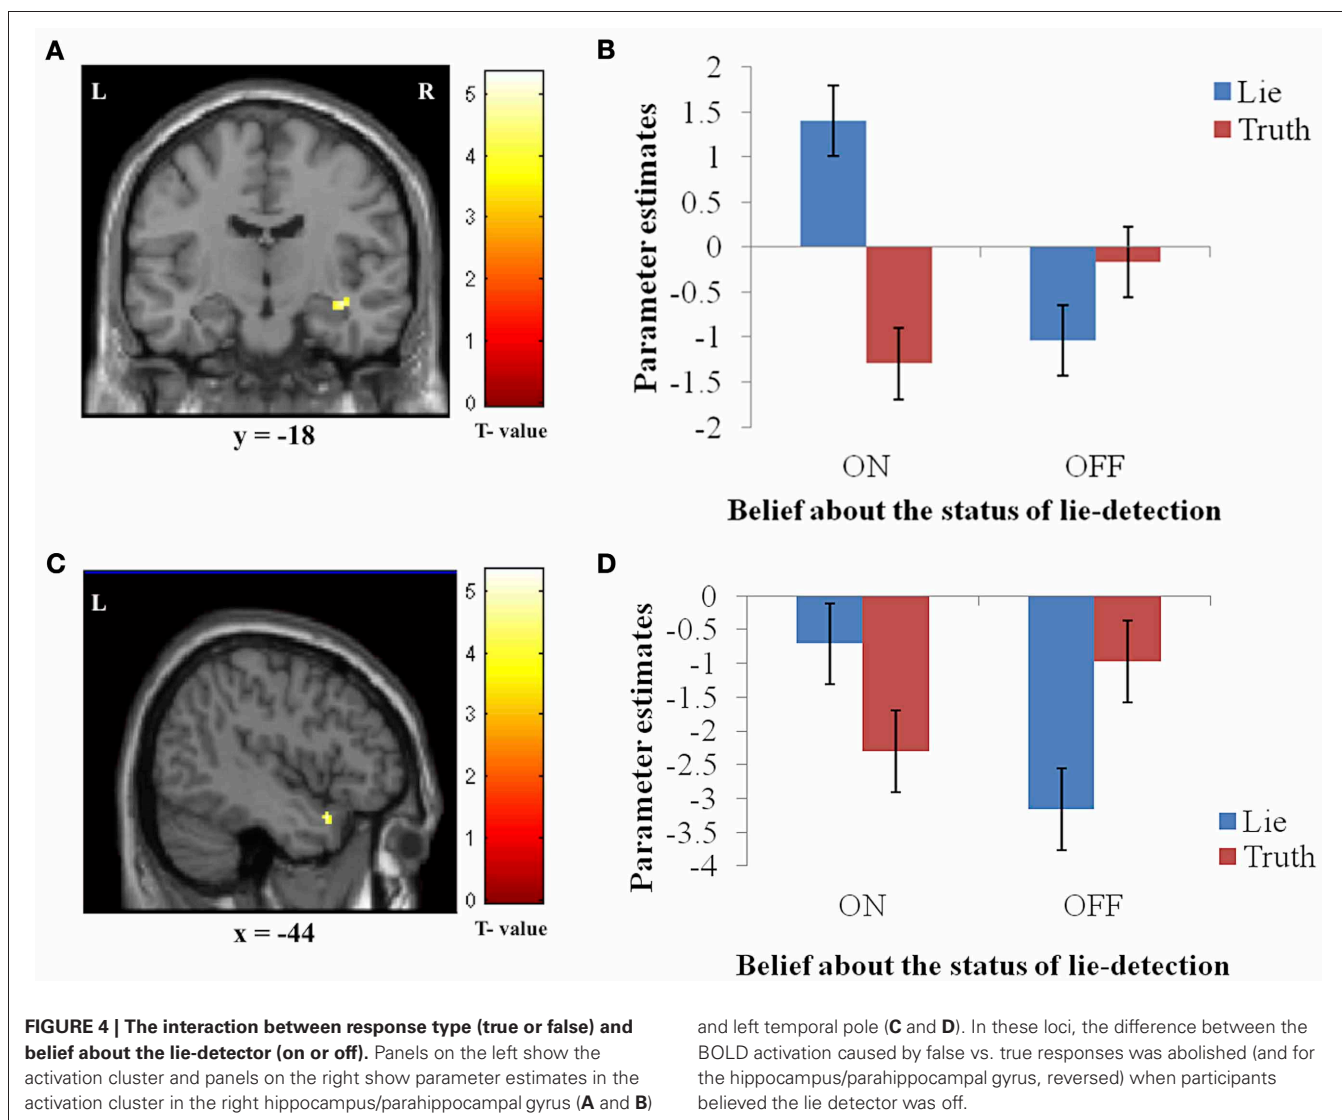 A
L
R
5
4
3
2
1
0
y = -18
T- value
B
2
1.5
1
0.5
0
-0.5
-1
-1.5
-2
Parameter estimates
Lie
Truth
ON
OFF
Belief about the status of lie-detection
C
L
5
4
3
2
1
0
x = -44
T- value
D
0
-0.5
-1
-1.5
-2
-2.5
-3
-3.5
-4
Parameter estimates
Lie
Truth
ON
OFF
Belief about the status of lie-detection
FIGURE 4 | The interaction between response type (true or false) and
belief about the lie-detector (on or off). Panels on the left show the
activation cluster and panels on the right show parameter estimates in the
activation cluster in the right hippocampus/parahippocampal gyrus (A and B)
and left temporal pole (C and D). In these loci, the difference between the
BOLD activation caused by false vs. true responses was abolished (and for
the hippocampus/parahippocampal gyrus, reversed) when participants
believed the lie detector was off.